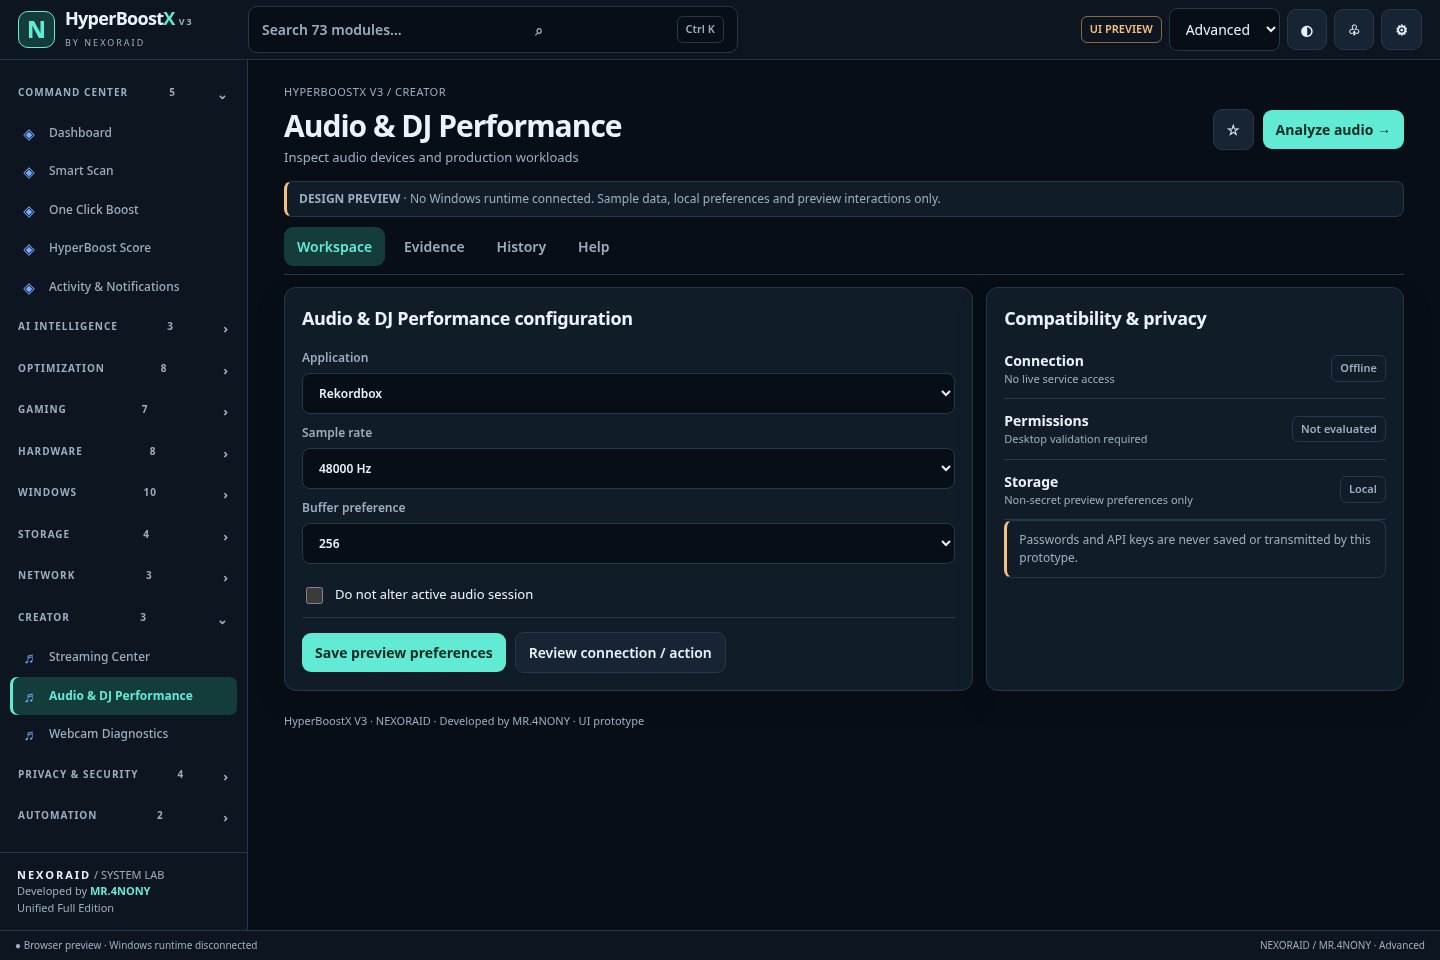 N HyperBoostX V3
BY NEXORAID
Search 73 modules...
Ctrl K
UI PREVIEW
Advanced
COMMAND CENTER 5
Dashboard
Smart Scan
One Click Boost
HyperBoost Score
Activity & Notifications
AI INTELLIGENCE 3
OPTIMIZATION 8
GAMING 7
HARDWARE 8
WINDOWS 10
STORAGE 4
NETWORK 3
CREATOR 3
Streaming Center
Audio & DJ Performance
Webcam Diagnostics
PRIVACY & SECURITY 4
AUTOMATION 2
NEXORAID / SYSTEM LAB
Developed by MR.4NONY
Unified Full Edition
HYPERBOOSTX V3 / CREATOR
Audio & DJ Performance
Inspect audio devices and production workloads
Analyze audio →
DESIGN PREVIEW · No Windows runtime connected. Sample data, local preferences and preview interactions only.
Workspace
Evidence
History
Help
Audio & DJ Performance configuration
Application
Rekordbox
Sample rate
48000 Hz
Buffer preference
256
Do not alter active audio session
Save preview preferences
Review connection / action
Compatibility & privacy
Connection
No live service access
Offline
Permissions
Desktop validation required
Not evaluated
Storage
Non-secret preview preferences only
Local
Passwords and API keys are never saved or transmitted by this
prototype.
HyperBoostX V3 · NEXORAID · Developed by MR.4NONY · UI prototype
● Browser preview · Windows runtime disconnected
NEXORAID / MR.4NONY · Advanced